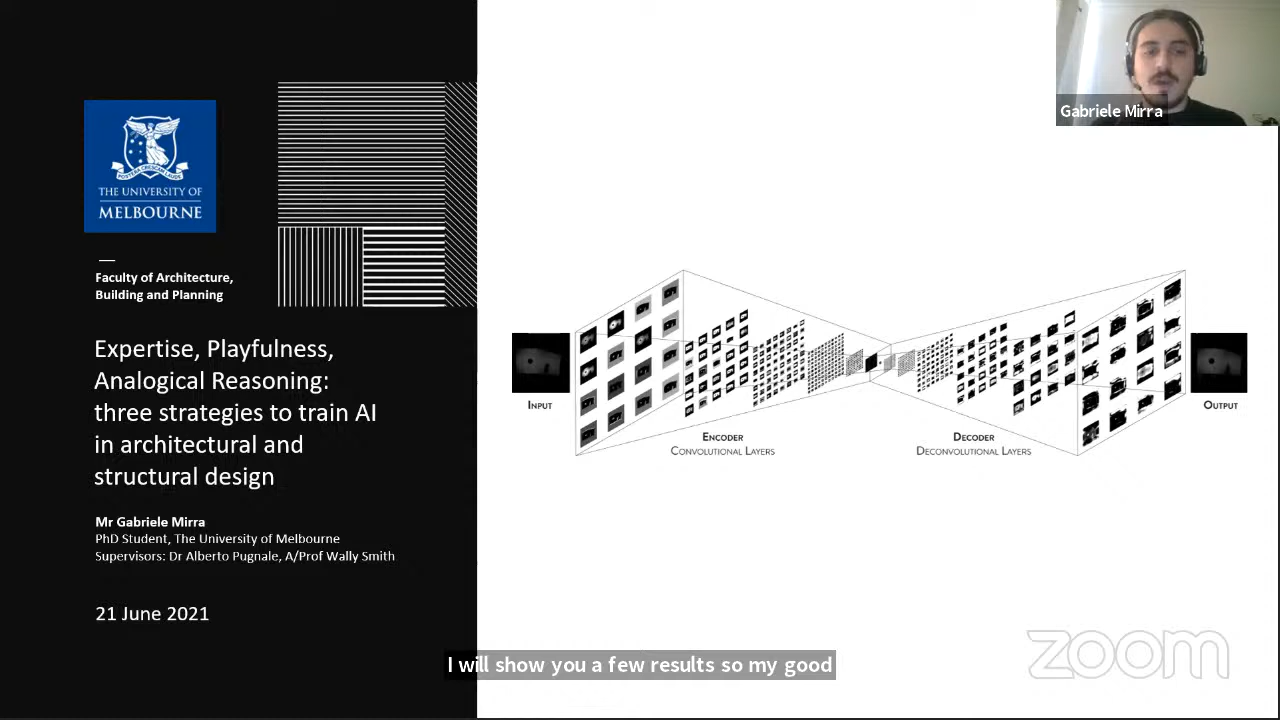 THE UNIVERSITY OF
MELBOURNE
Faculty of Architecture,
Building and Planning
Expertise, Playfulness,
Analogical Reasoning:
three strategies to train AI
in architectural and
structural design
Mr Gabriele Mirra
PhD Student, The University of Melbourne
Supervisors: Dr Alberto Pugnale, A/Prof Wally Smith
21 June 2021
Gabriele Mirra
INPUT
ENCODER
CONVOLUTIONAL LAYERS
DECODER
DECONVOLUTIONAL LAYERS
OUTPUT
I will show you a few results so my good
zoom